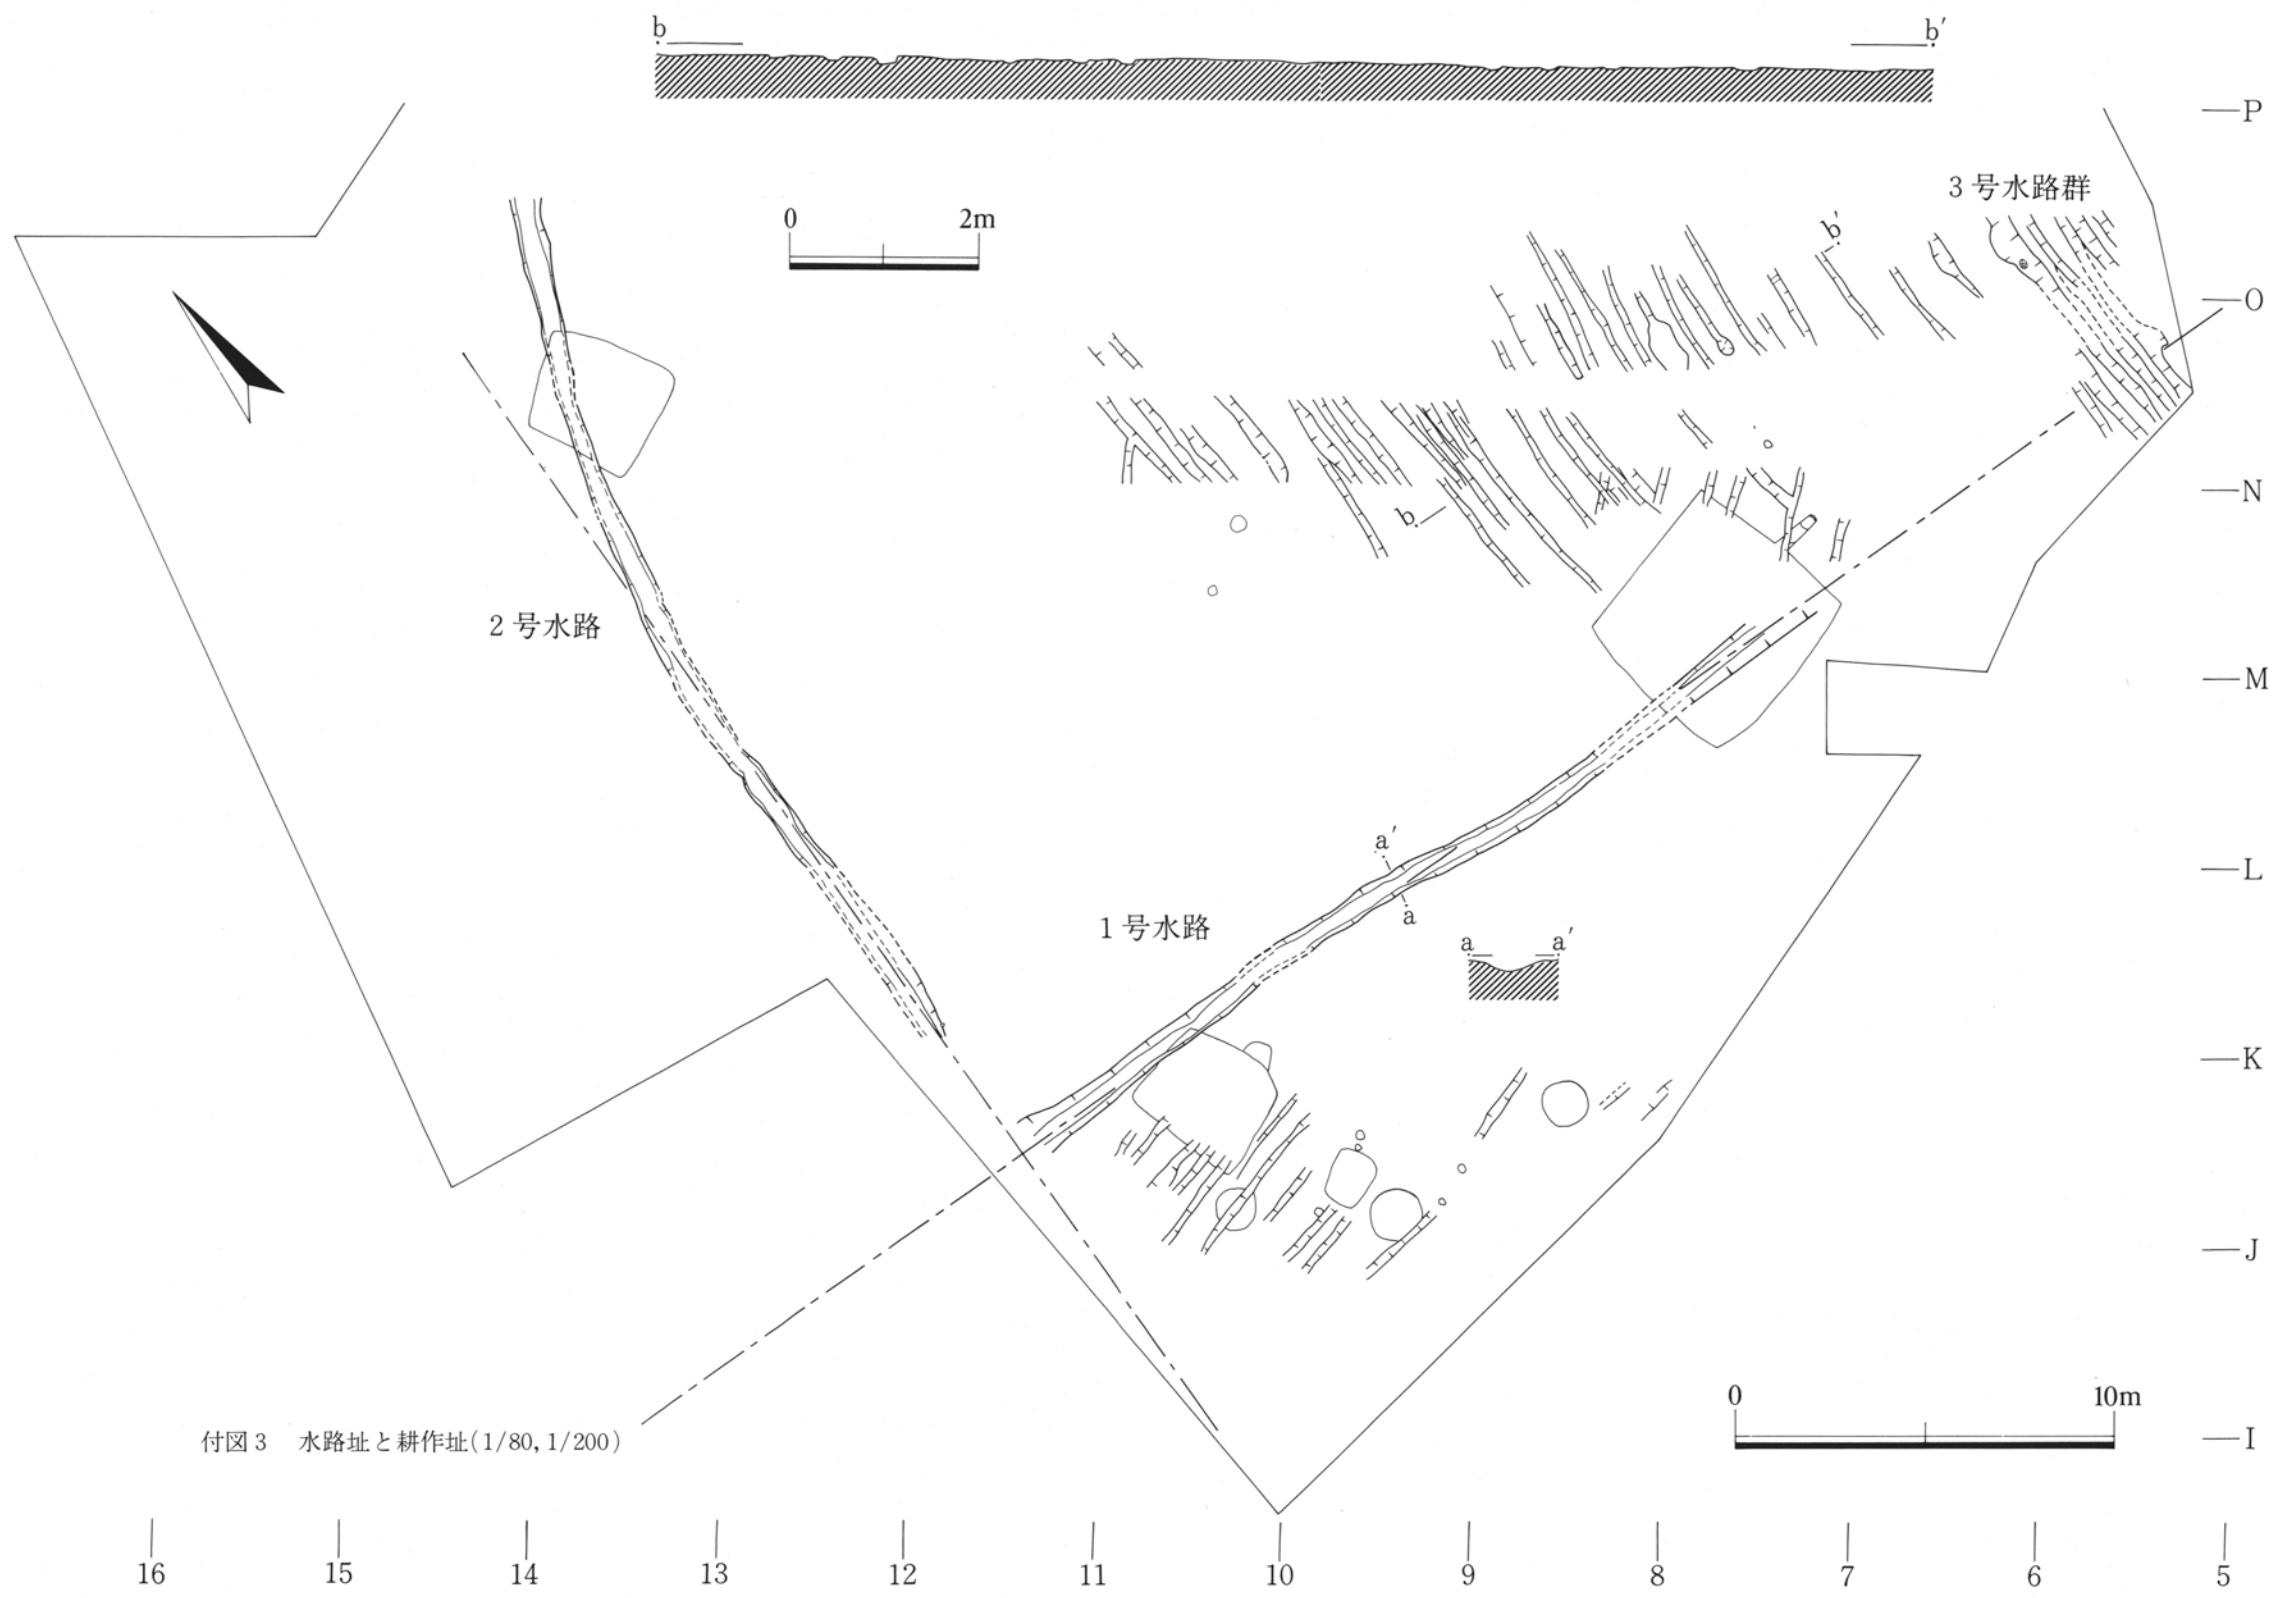 b b′
P
3号水路群
0 2m
b′
O
N
b
2号水路
M
a′
L
a
1号水路
a a′
K
J
0 10m
付図3 水路址と耕作址(1/80, 1/200)
I
16 15 14 13 12 11 10 9 8 7 6 5